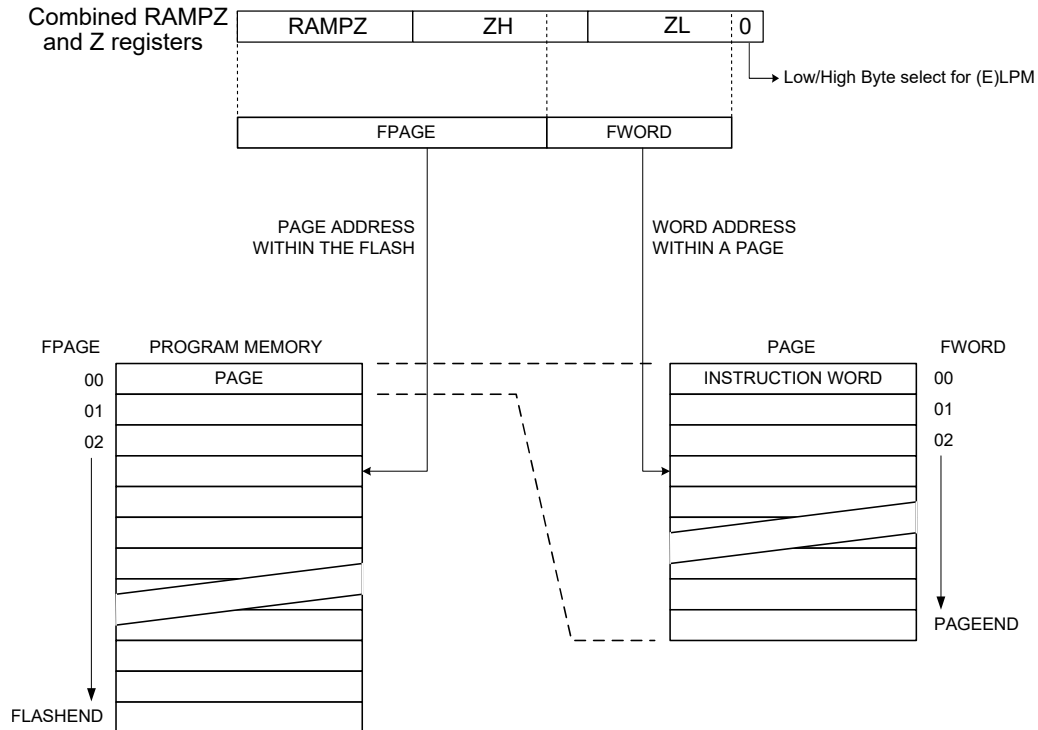 Combined RAMPZ
and Z registers
RAMPZ ZH ZL 0
Low/High Byte select for (E)LPM
FPAGE FWORD
PAGE ADDRESS
WITHIN THE FLASH
WORD ADDRESS
WITHIN A PAGE
FPAGE PROGRAM MEMORY PAGE FWORD
00 PAGE INSTRUCTION WORD 00
01 01
02 02
PAGEEND
FLASHEND